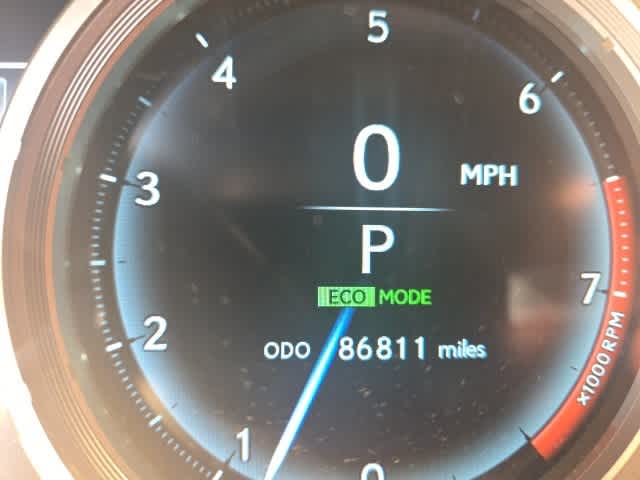 5
4
6
0 MPH
3
P
7
ECO MODE
2
ODO 86811 miles
x1000 RPM
1
0